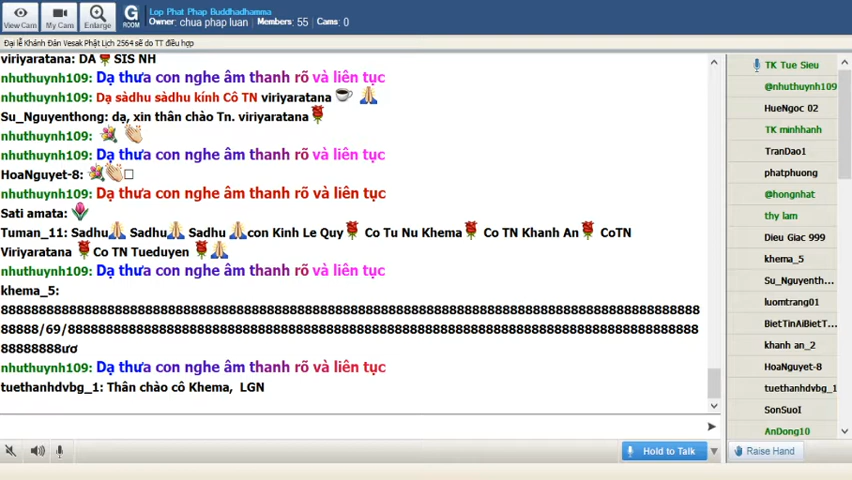 View Cam
My Cam
Enlarge
G
ROOM
Lop Phat Phap Buddhadhamma
Owner: chua phap luan Members: 55 Cams: 0
Đại lễ Khánh Đản Vesak Phật Lịch 2564 sẽ do TT điều hợp
viriyaratana: DA SIS NH
nhuthuynh109: Dạ thưa con nghe âm thanh rõ và liên tục
nhuthuynh109: Dạ sàdhu sàdhu kính Cô TN viriyaratana
Su_Nguyenthong: dạ, xin thân chào Tn. viriyaratana
nhuthuynh109:
nhuthuynh109: Dạ thưa con nghe âm thanh rõ và liên tục
HoaNguyet-8:
nhuthuynh109: Dạ thưa con nghe âm thanh rõ và liên tục
Sati amata:
Tuman_11: Sadhu Sadhu Sadhu con Kinh Le Quy Co Tu Nu Khema Co TN Khanh An CoTN
Viriyaratana Co TN Tueduyen
nhuthuynh109: Dạ thưa con nghe âm thanh rõ và liên tục
khema_5:
nhuthuynh109: Dạ thưa con nghe âm thanh rõ và liên tục
tuethanhdvbg_1: Thân chào cô Khema, LGN
Hold to Talk
TK Tue Sieu
@nhuthuynh109
HueNgoc 02
TK minhhanh
TranDao1
phatphuong
@hongnhat
thy lam
Dieu Giac 999
khema_5
Su_Nguyenth...
luomtrang01
BietTinAiBietT...
khanh an_2
HoaNguyet-8
tuethanhdvbg_1
SonSuoI
AnDong10
Raise Hand